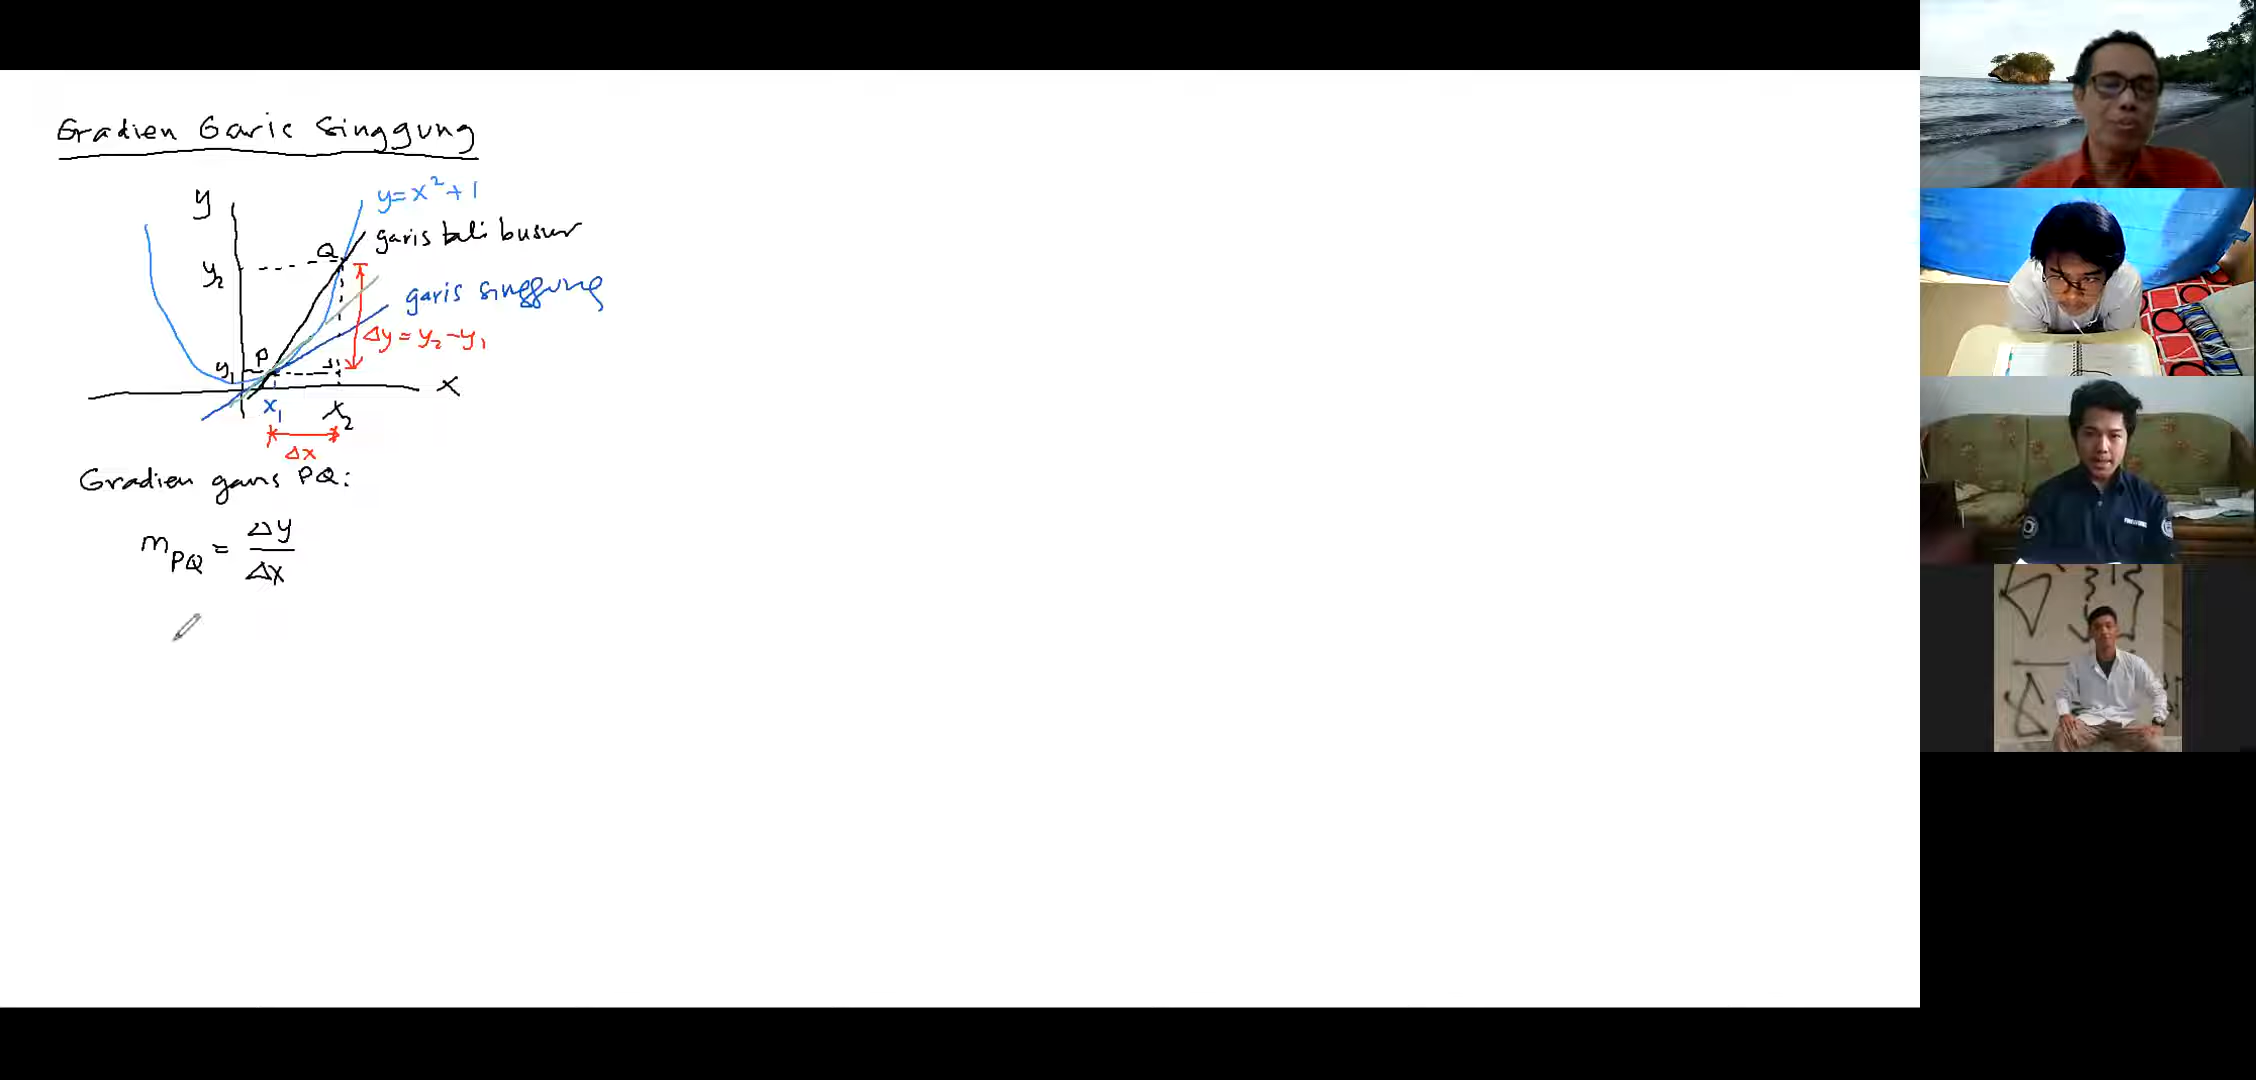 Gradien Garis Singgung
y
y=x²+1
garis tali busur
Q
y₂
garis singgung
Δy = y₂-y₁
P
y₁
x
x₁
x₂
Δx
Gradien garis PQ:
m_PQ = Δy/Δx